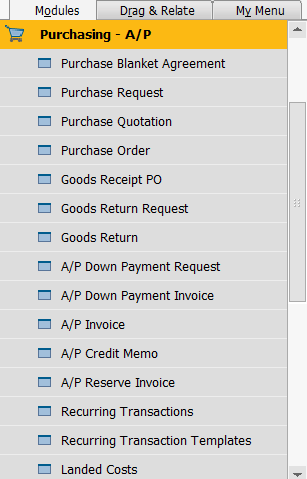 Modules Drag & Relate My Menu
Purchasing - A/P
Purchase Blanket Agreement
Purchase Request
Purchase Quotation
Purchase Order
Goods Receipt PO
Goods Return Request
Goods Return
A/P Down Payment Request
A/P Down Payment Invoice
A/P Invoice
A/P Credit Memo
A/P Reserve Invoice
Recurring Transactions
Recurring Transaction Templates
Landed Costs